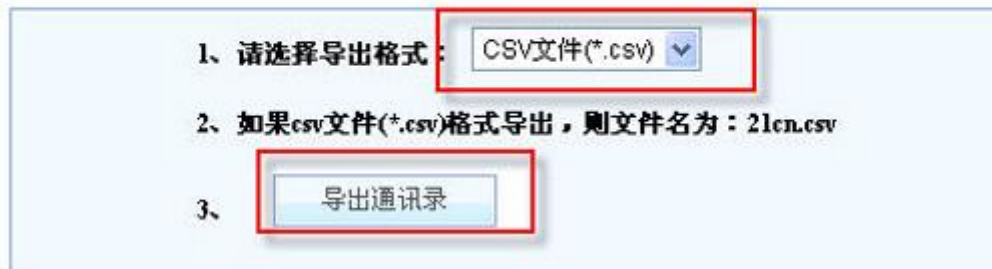 1、请选择导出格式： CSV文件(*.csv)
2、如果csv文件(*.csv)格式导出，则文件名为：21cn.csv
3、 导出通讯录